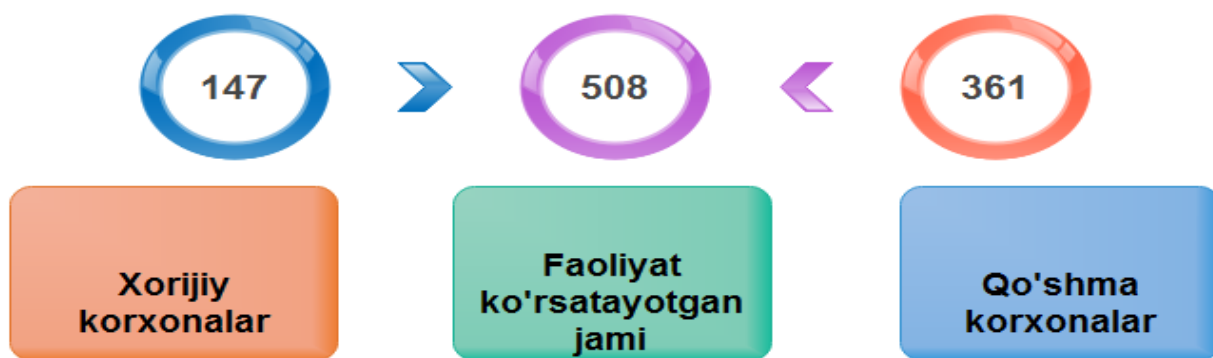 147
508
361
Xorijiy
korxonalar
Faoliyat
ko'rsatayotgan
jami
Qo'shma
korxonalar